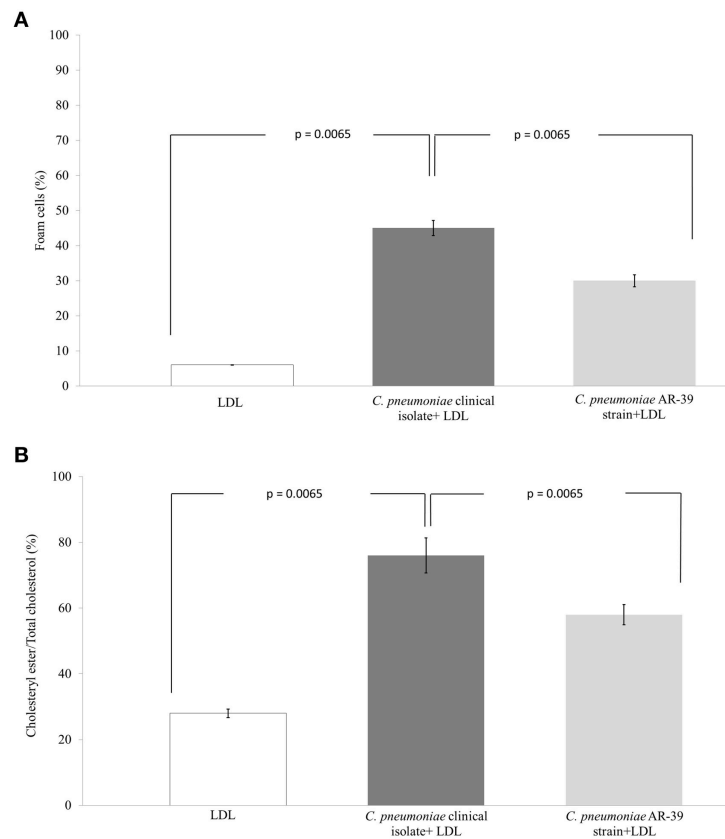 A
100
90
80
70
60
50
40
30
20
10
0
Foam cells (%)
p = 0.0065
p = 0.0065
LDL
C. pneumoniae clinical
isolate+ LDL
C. pneumoniae AR-39
strain+LDL
B
100
80
60
40
20
0
Cholesteryl ester/Total cholesterol (%)
p = 0.0065
p = 0.0065
LDL
C. pneumoniae clinical
isolate+ LDL
C. pneumoniae AR-39
strain+LDL